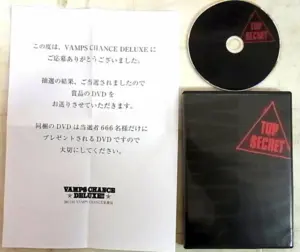 この度は、VAMPS CHANCE DELUXEに
ご応募ありがとうございました。
抽選の結果、ご当選されましたので
賞品のDVDを
お送りさせていただきます。
同梱のDVDは当選者666名様だけに
プレゼントされるDVDですので
大切にしてください。
VAMPS CHANCE
DELUXE!
TOP
SECRET
TOP
SECRET